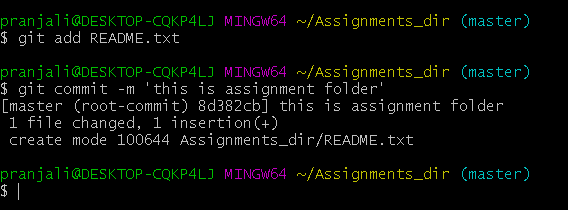 pranjali@DESKTOP-CQKP4LJ MINGW64 ~/Assignments_dir (master)
$ git add README.txt
pranjali@DESKTOP-CQKP4LJ MINGW64 ~/Assignments_dir (master)
$ git commit -m 'this is assignment folder'
[master (root-commit) 8d382cb] this is assignment folder
 1 file changed, 1 insertion(+)
 create mode 100644 Assignments_dir/README.txt
pranjali@DESKTOP-CQKP4LJ MINGW64 ~/Assignments_dir (master)
$